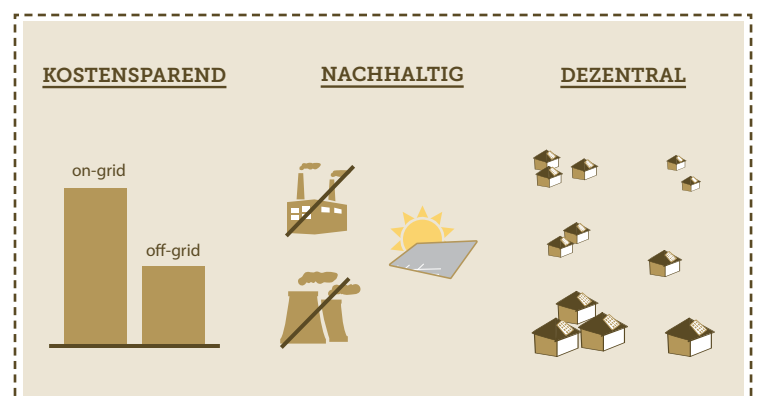 KOSTENSPAREND
NACHHALTIG
DEZENTRAL
on-grid
off-grid